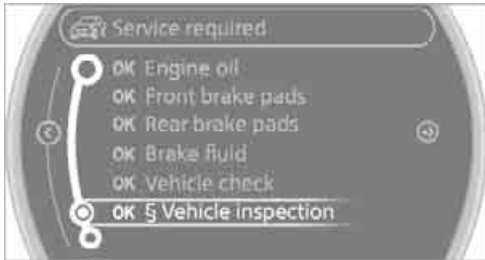 Service required
OK Engine oil
OK Front brake pads
OK Rear brake pads
OK Brake fluid
OK Vehicle check
OK § Vehicle inspection